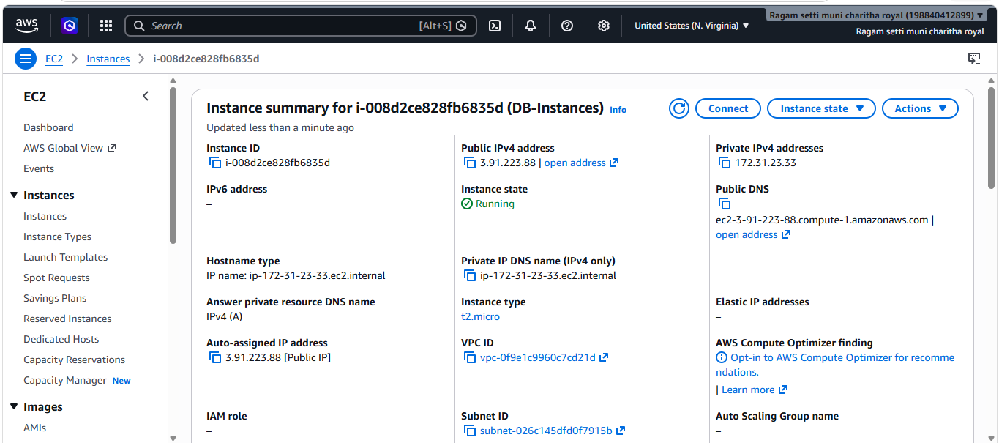 aws
Search
[Alt+S]
United States (N. Virginia)
Ragam setti muni charitha royal (198840412899)
Ragam setti muni charitha royal
EC2
Instances
i-008d2ce828fb6835d
EC2
Dashboard
AWS Global View
Events
Instances
Instances
Instance Types
Launch Templates
Spot Requests
Savings Plans
Reserved Instances
Dedicated Hosts
Capacity Reservations
Capacity Manager New
Images
AMIs
Instance summary for i-008d2ce828fb6835d (DB-Instances) Info
Updated less than a minute ago
Connect
Instance state
Actions
Instance ID
i-008d2ce828fb6835d
Public IPv4 address
3.91.223.88 | open address
Private IPv4 addresses
172.31.23.33
IPv6 address
–
Instance state
Running
Public DNS
ec2-3-91-223-88.compute-1.amazonaws.com |
open address
Hostname type
IP name: ip-172-31-23-33.ec2.internal
Private IP DNS name (IPv4 only)
ip-172-31-23-33.ec2.internal
Answer private resource DNS name
IPv4 (A)
Instance type
t2.micro
Elastic IP addresses
–
Auto-assigned IP address
3.91.223.88 [Public IP]
VPC ID
vpc-0f9e1c9960c7cd21d
AWS Compute Optimizer finding
Opt-in to AWS Compute Optimizer for recomme
ndations.
| Learn more
IAM role
–
Subnet ID
subnet-026c145dfd0f7915b
Auto Scaling Group name
–